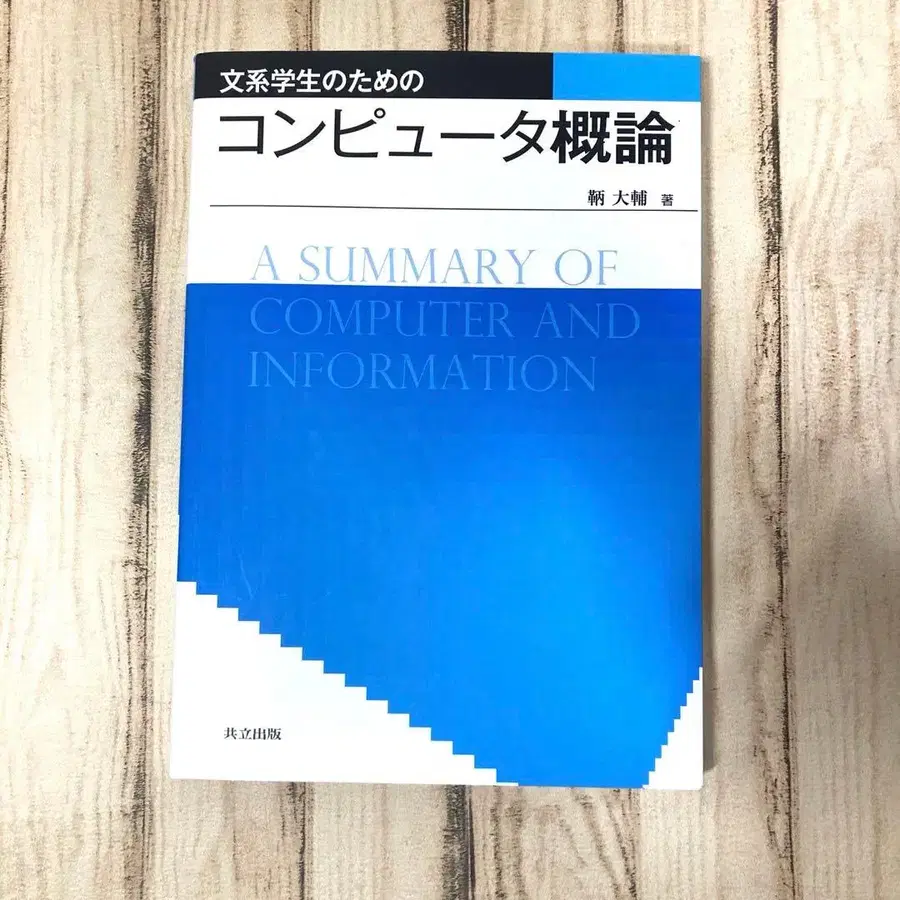 文系学生のための
コンピュータ概論
鞆 大輔 著
A SUMMARY OF
COMPUTER AND
INFORMATION
共立出版